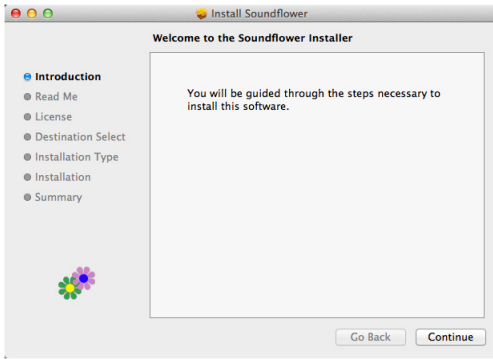 Install Soundflower
Welcome to the Soundflower Installer
Introduction
Read Me
License
Destination Select
Installation Type
Installation
Summary
You will be guided through the steps necessary to
install this software.
Go Back
Continue